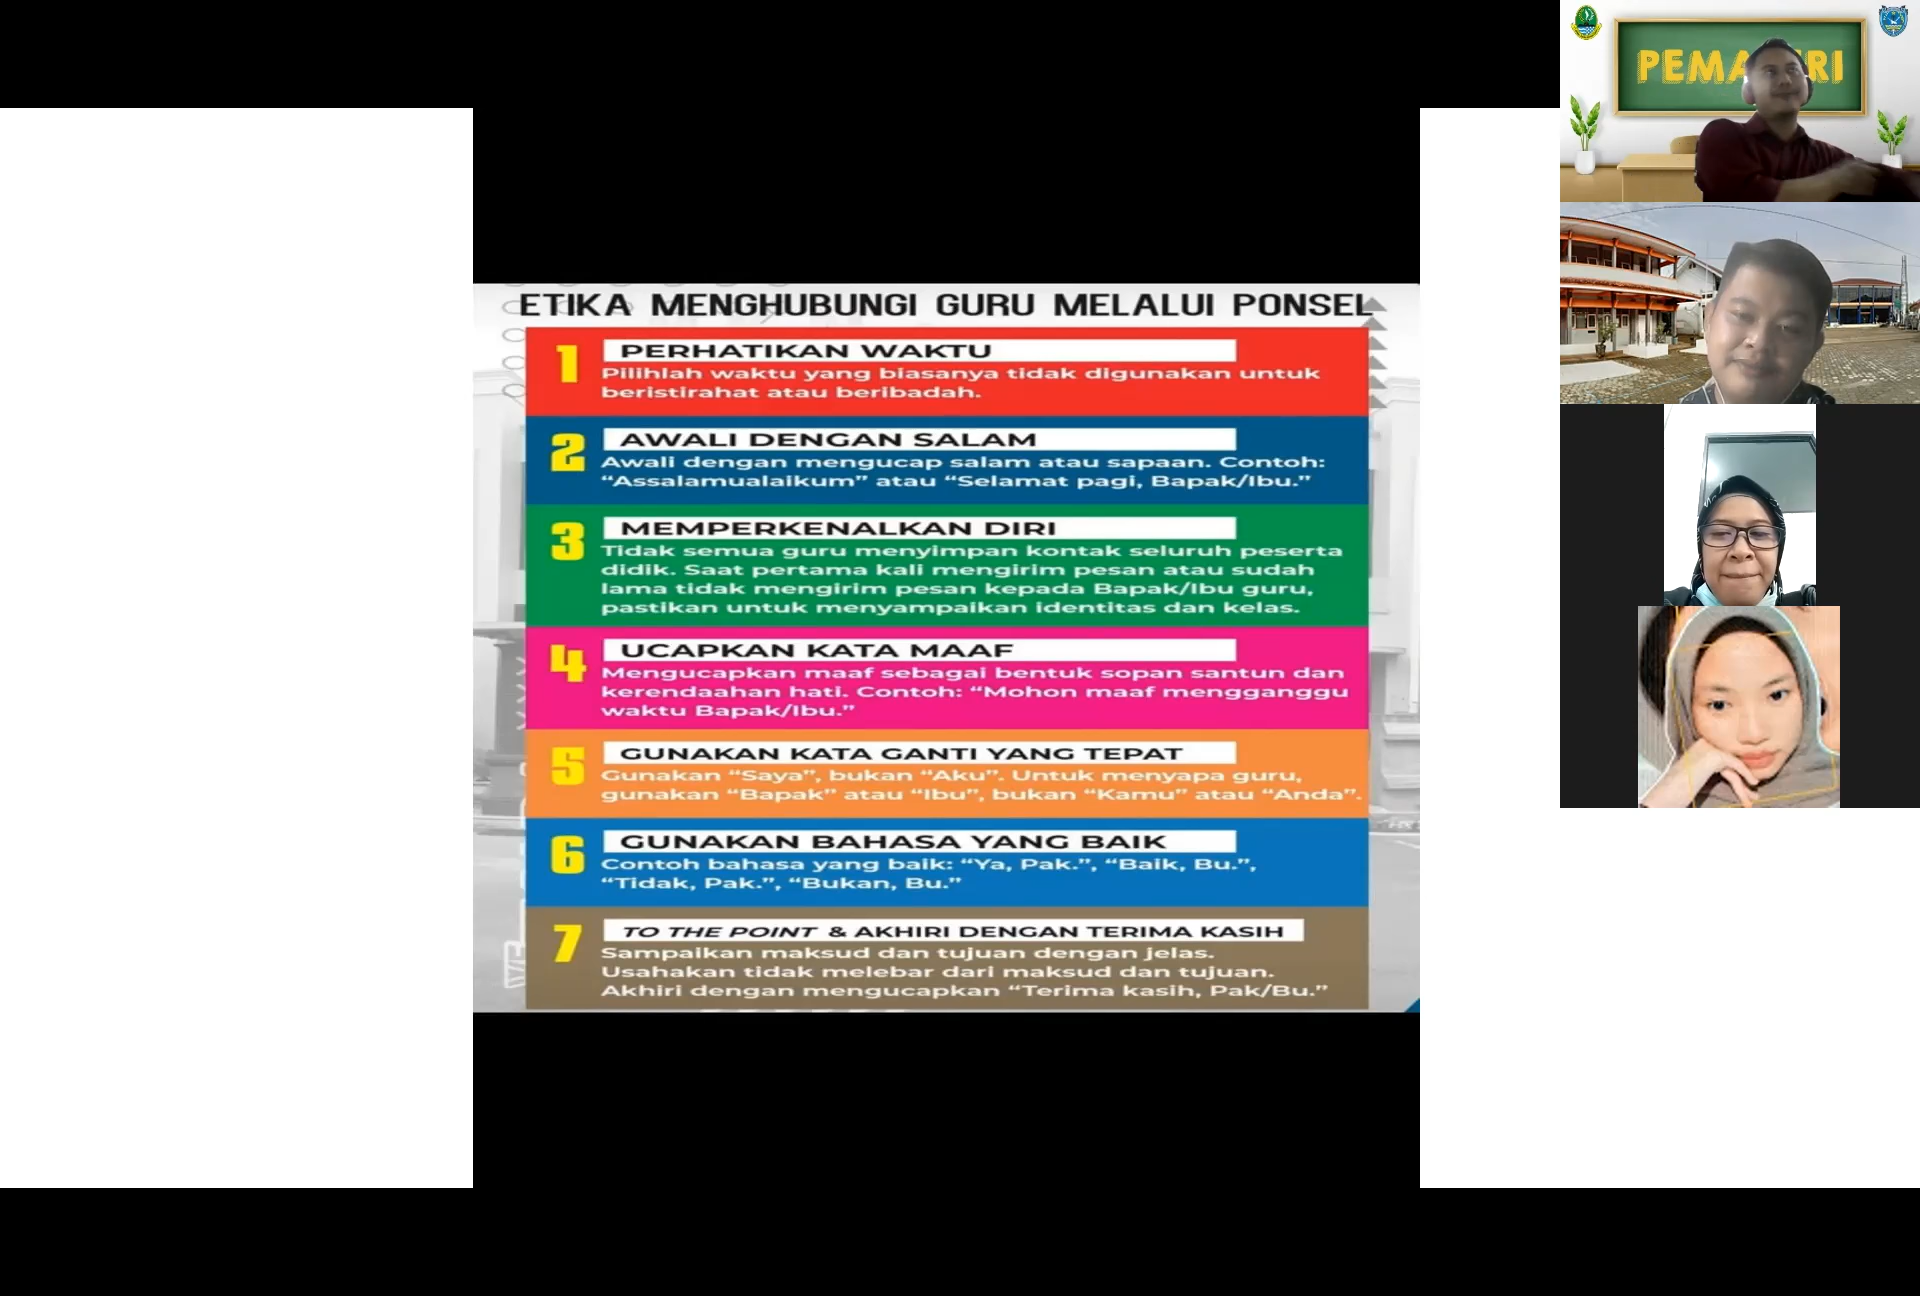 ETIKA MENGHUBUNGI GURU MELALUI PONSEL
1
PERHATIKAN WAKTU
Pilihlah waktu yang biasanya tidak digunakan untuk
beristirahat atau beribadah.
2
AWALI DENGAN SALAM
Awali dengan mengucap salam atau sapaan. Contoh:
“Assalamualaikum” atau “Selamat pagi, Bapak/Ibu.”
3
MEMPERKENALKAN DIRI
Tidak semua guru menyimpan kontak seluruh peserta
didik. Saat pertama kali mengirim pesan atau sudah
lama tidak mengirim pesan kepada Bapak/Ibu guru,
pastikan untuk menyampaikan identitas dan kelas.
4
UCAPKAN KATA MAAF
Mengucapkan maaf sebagai bentuk sopan santun dan
kerendaahan hati. Contoh: “Mohon maaf mengganggu
waktu Bapak/Ibu.”
5
GUNAKAN KATA GANTI YANG TEPAT
Gunakan “Saya”, bukan “Aku”. Untuk menyapa guru,
gunakan “Bapak” atau “Ibu”, bukan “Kamu” atau “Anda”.
6
GUNAKAN BAHASA YANG BAIK
Contoh bahasa yang baik: “Ya, Pak.”, “Baik, Bu.”,
“Tidak, Pak.”, “Bukan, Bu.”
7
TO THE POINT & AKHIRI DENGAN TERIMA KASIH
Sampaikan maksud dan tujuan dengan jelas.
Usahakan tidak melebar dari maksud dan tujuan.
Akhiri dengan mengucapkan “Terima kasih, Pak/Bu.”